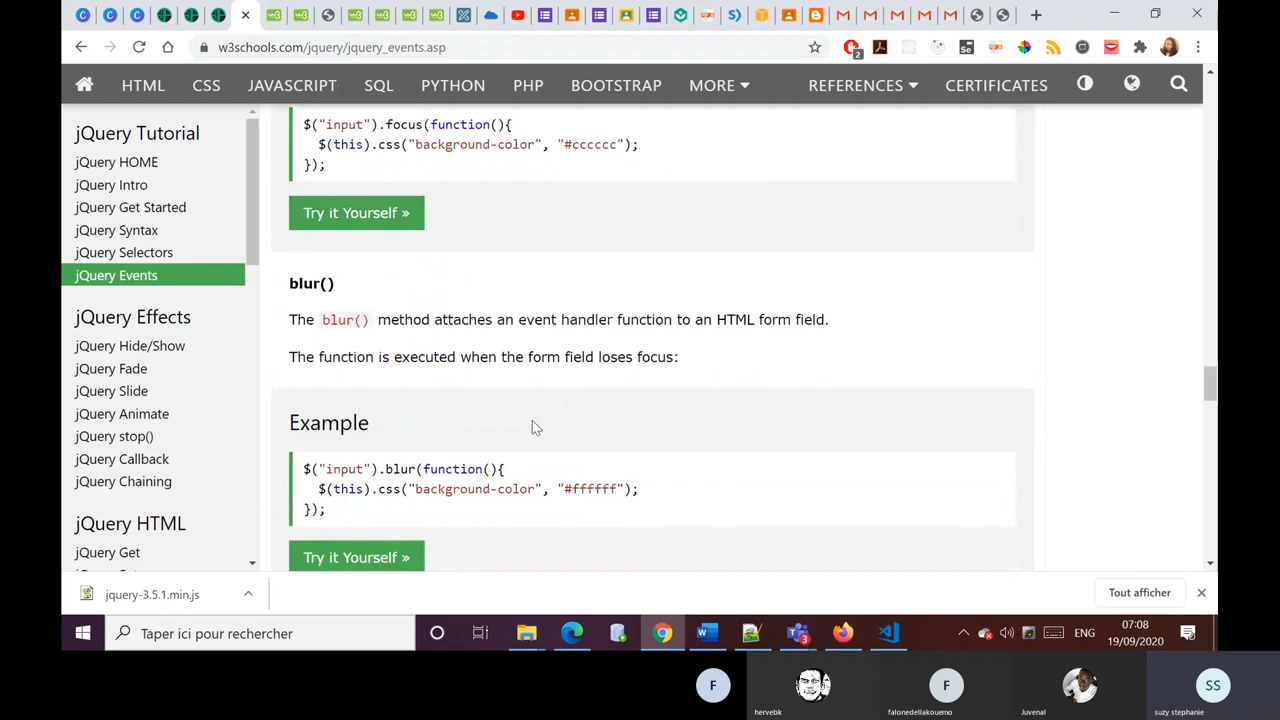 w3schools.com/jquery/jquery_events.asp
2
HTML CSS JAVASCRIPT SQL PYTHON PHP BOOTSTRAP MORE REFERENCES CERTIFICATES
jQuery Tutorial
jQuery HOME
jQuery Intro
jQuery Get Started
jQuery Syntax
jQuery Selectors
jQuery Events
jQuery Effects
jQuery Hide/Show
jQuery Fade
jQuery Slide
jQuery Animate
jQuery stop()
jQuery Callback
jQuery Chaining
jQuery HTML
jQuery Get
$("input").focus(function(){
$(this).css("background-color", "#cccccc");
});
Try it Yourself »
blur()
The blur() method attaches an event handler function to an HTML form field.
The function is executed when the form field loses focus:
Example
$("input").blur(function(){
$(this).css("background-color", "#ffffff");
});
Try it Yourself »
jquery-3.5.1.min.js
Tout afficher
Taper ici pour rechercher
3
ENG
07:08
19/09/2020
F
F
SS
hervebk
falonedellakouemo
Juvenal
suzy stephanie